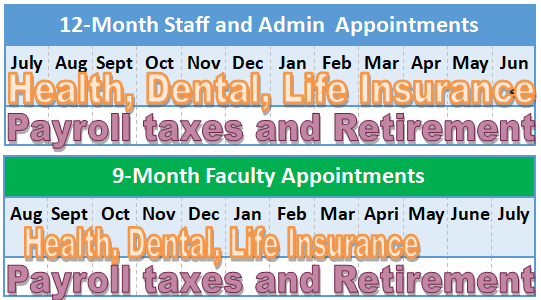 12-Month Staff and Admin Appointments
July Aug Sept Oct Nov Dec Jan Feb Mar Apr May Jun
Health, Dental, Life Insurance
Payroll taxes and Retirement
9-Month Faculty Appointments
Aug Sept Oct Nov Dec Jan Feb Mar Apri May June July
Health, Dental, Life Insurance
Payroll taxes and Retirement